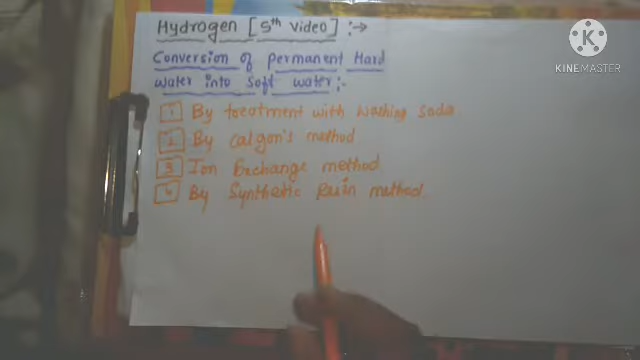 Hydrogen [5th video] :→
Conversion of permanent Hard
water into soft water:-
1 By treatment with washing soda
2 By calgon's method
3 Ion Exchange method
4 By Synthetic Resin method.
KINEMASTER